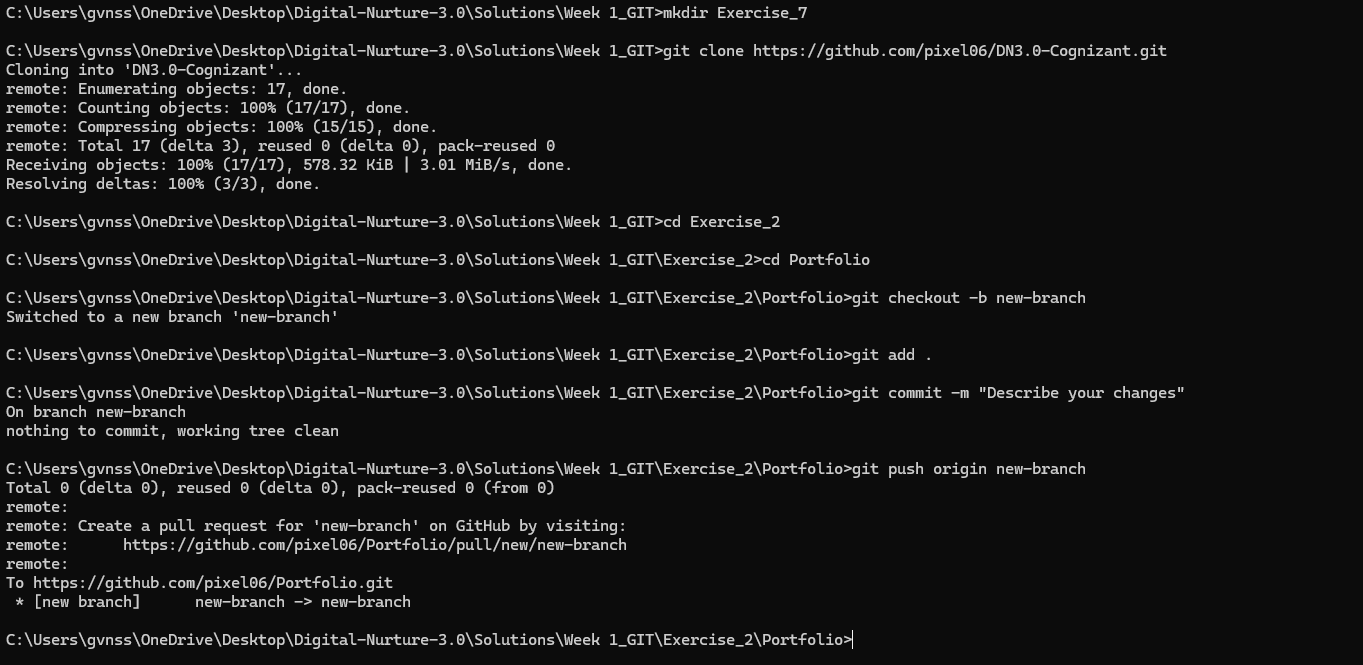 C:\Users\gvnss\OneDrive\Desktop\Digital-Nurture-3.0\Solutions\Week 1_GIT>mkdir Exercise_7
C:\Users\gvnss\OneDrive\Desktop\Digital-Nurture-3.0\Solutions\Week 1_GIT>git clone https://github.com/pixel06/DN3.0-Cognizant.git
Cloning into 'DN3.0-Cognizant'...
remote: Enumerating objects: 17, done.
remote: Counting objects: 100% (17/17), done.
remote: Compressing objects: 100% (15/15), done.
remote: Total 17 (delta 3), reused 0 (delta 0), pack-reused 0
Receiving objects: 100% (17/17), 578.32 KiB | 3.01 MiB/s, done.
Resolving deltas: 100% (3/3), done.
C:\Users\gvnss\OneDrive\Desktop\Digital-Nurture-3.0\Solutions\Week 1_GIT>cd Exercise_2
C:\Users\gvnss\OneDrive\Desktop\Digital-Nurture-3.0\Solutions\Week 1_GIT\Exercise_2>cd Portfolio
C:\Users\gvnss\OneDrive\Desktop\Digital-Nurture-3.0\Solutions\Week 1_GIT\Exercise_2\Portfolio>git checkout -b new-branch
Switched to a new branch 'new-branch'
C:\Users\gvnss\OneDrive\Desktop\Digital-Nurture-3.0\Solutions\Week 1_GIT\Exercise_2\Portfolio>git add .
C:\Users\gvnss\OneDrive\Desktop\Digital-Nurture-3.0\Solutions\Week 1_GIT\Exercise_2\Portfolio>git commit -m "Describe your changes"
On branch new-branch
nothing to commit, working tree clean
C:\Users\gvnss\OneDrive\Desktop\Digital-Nurture-3.0\Solutions\Week 1_GIT\Exercise_2\Portfolio>git push origin new-branch
Total 0 (delta 0), reused 0 (delta 0), pack-reused 0 (from 0)
remote:
remote: Create a pull request for 'new-branch' on GitHub by visiting:
remote:      https://github.com/pixel06/Portfolio/pull/new/new-branch
remote:
To https://github.com/pixel06/Portfolio.git
 * [new branch]      new-branch -> new-branch
C:\Users\gvnss\OneDrive\Desktop\Digital-Nurture-3.0\Solutions\Week 1_GIT\Exercise_2\Portfolio>